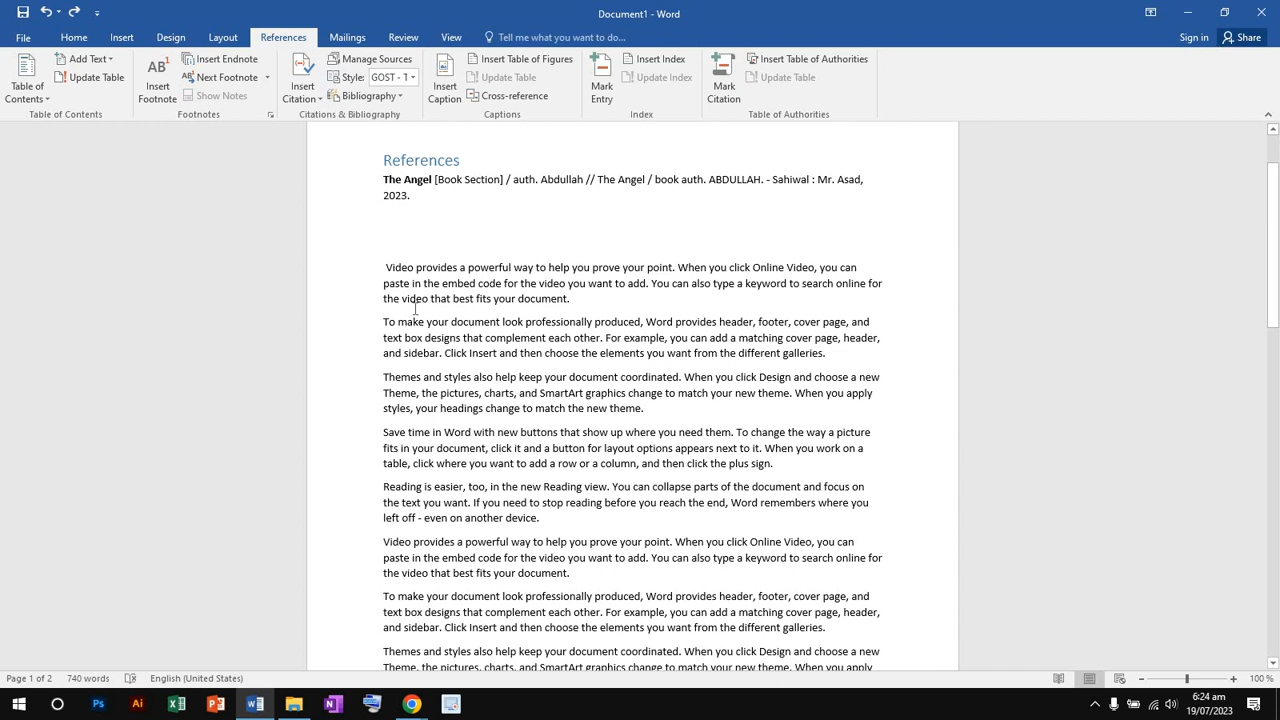 Document1 - Word
File Home Insert Design Layout References Mailings Review View Tell me what you want to do... Sign in Share
Add Text Insert Endnote Manage Sources Insert Table of Figures Insert Index Insert Table of Authorities
Update Table Next Footnote Style: GOST - T Update Table Update Index Update Table
Show Notes Bibliography Cross-reference
Table of Contents Insert Footnote Insert Citation Insert Caption Mark Entry Mark Citation
Table of Contents Footnotes Citations & Bibliography Captions Index Table of Authorities
References
The Angel [Book Section] / auth. Abdullah // The Angel / book auth. ABDULLAH. - Sahiwal : Mr. Asad,
2023.
Video provides a powerful way to help you prove your point. When you click Online Video, you can
paste in the embed code for the video you want to add. You can also type a keyword to search online for
the video that best fits your document.
To make your document look professionally produced, Word provides header, footer, cover page, and
text box designs that complement each other. For example, you can add a matching cover page, header,
and sidebar. Click Insert and then choose the elements you want from the different galleries.
Themes and styles also help keep your document coordinated. When you click Design and choose a new
Theme, the pictures, charts, and SmartArt graphics change to match your new theme. When you apply
styles, your headings change to match the new theme.
Save time in Word with new buttons that show up where you need them. To change the way a picture
fits in your document, click it and a button for layout options appears next to it. When you work on a
table, click where you want to add a row or a column, and then click the plus sign.
Reading is easier, too, in the new Reading view. You can collapse parts of the document and focus on
the text you want. If you need to stop reading before you reach the end, Word remembers where you
left off - even on another device.
Video provides a powerful way to help you prove your point. When you click Online Video, you can
paste in the embed code for the video you want to add. You can also type a keyword to search online for
the video that best fits your document.
To make your document look professionally produced, Word provides header, footer, cover page, and
text box designs that complement each other. For example, you can add a matching cover page, header,
and sidebar. Click Insert and then choose the elements you want from the different galleries.
Themes and styles also help keep your document coordinated. When you click Design and choose a new
Theme, the pictures, charts, and SmartArt graphics change to match your new theme. When you apply
Page 1 of 2 740 words English (United States) 100 %
6:24 am
19/07/2023